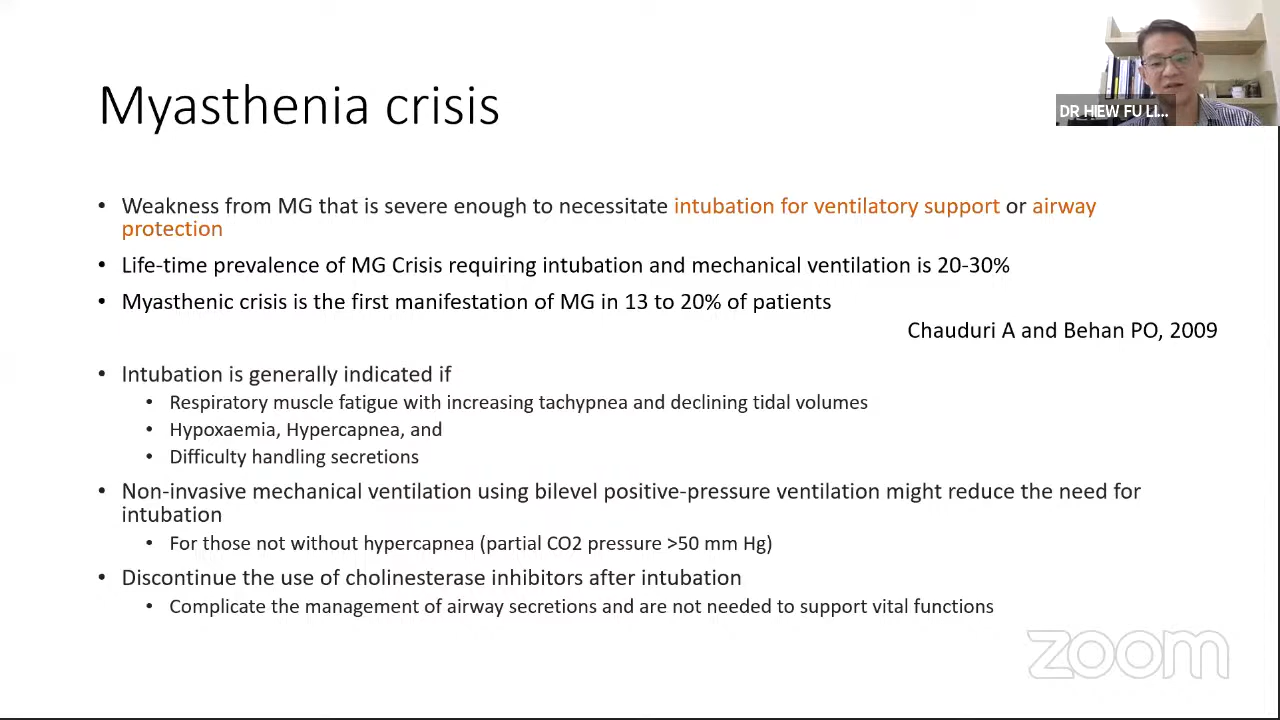 Myasthenia crisis
DR HIEW FU LI...
• Weakness from MG that is severe enough to necessitate intubation for ventilatory support or airway
protection
• Life-time prevalence of MG Crisis requiring intubation and mechanical ventilation is 20-30%
• Myasthenic crisis is the first manifestation of MG in 13 to 20% of patients
Chauduri A and Behan PO, 2009
• Intubation is generally indicated if
• Respiratory muscle fatigue with increasing tachypnea and declining tidal volumes
• Hypoxaemia, Hypercapnea, and
• Difficulty handling secretions
• Non-invasive mechanical ventilation using bilevel positive-pressure ventilation might reduce the need for
intubation
• For those not without hypercapnea (partial CO2 pressure >50 mm Hg)
• Discontinue the use of cholinesterase inhibitors after intubation
• Complicate the management of airway secretions and are not needed to support vital functions
zoom